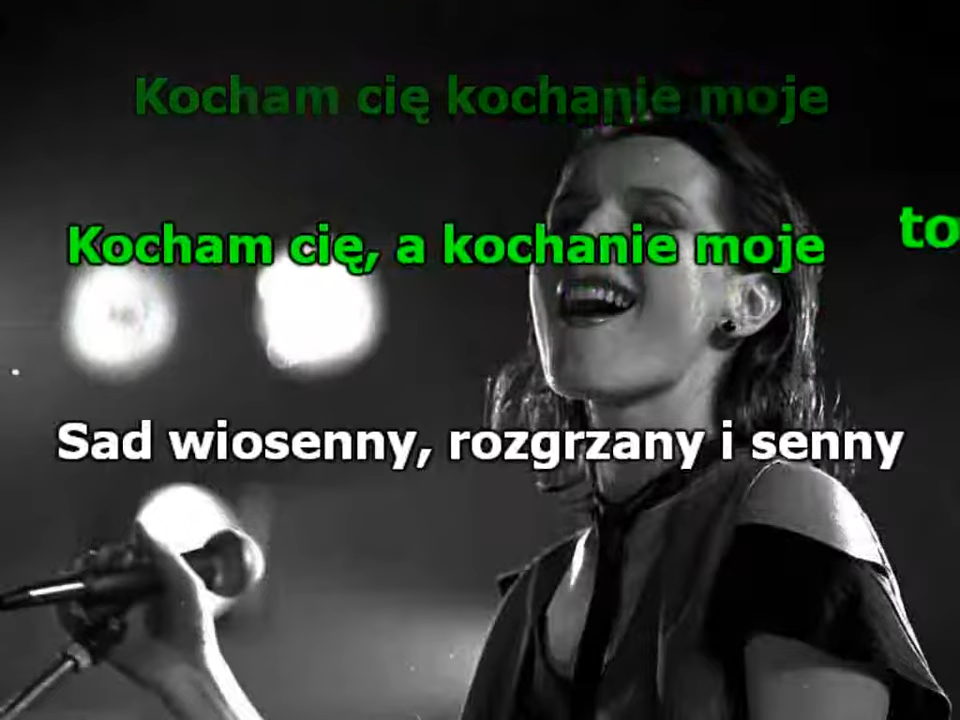 Kocham cię kochanie moje
Kocham cię, a kochanie moje to
Sad wiosenny, rozgrzany i senny